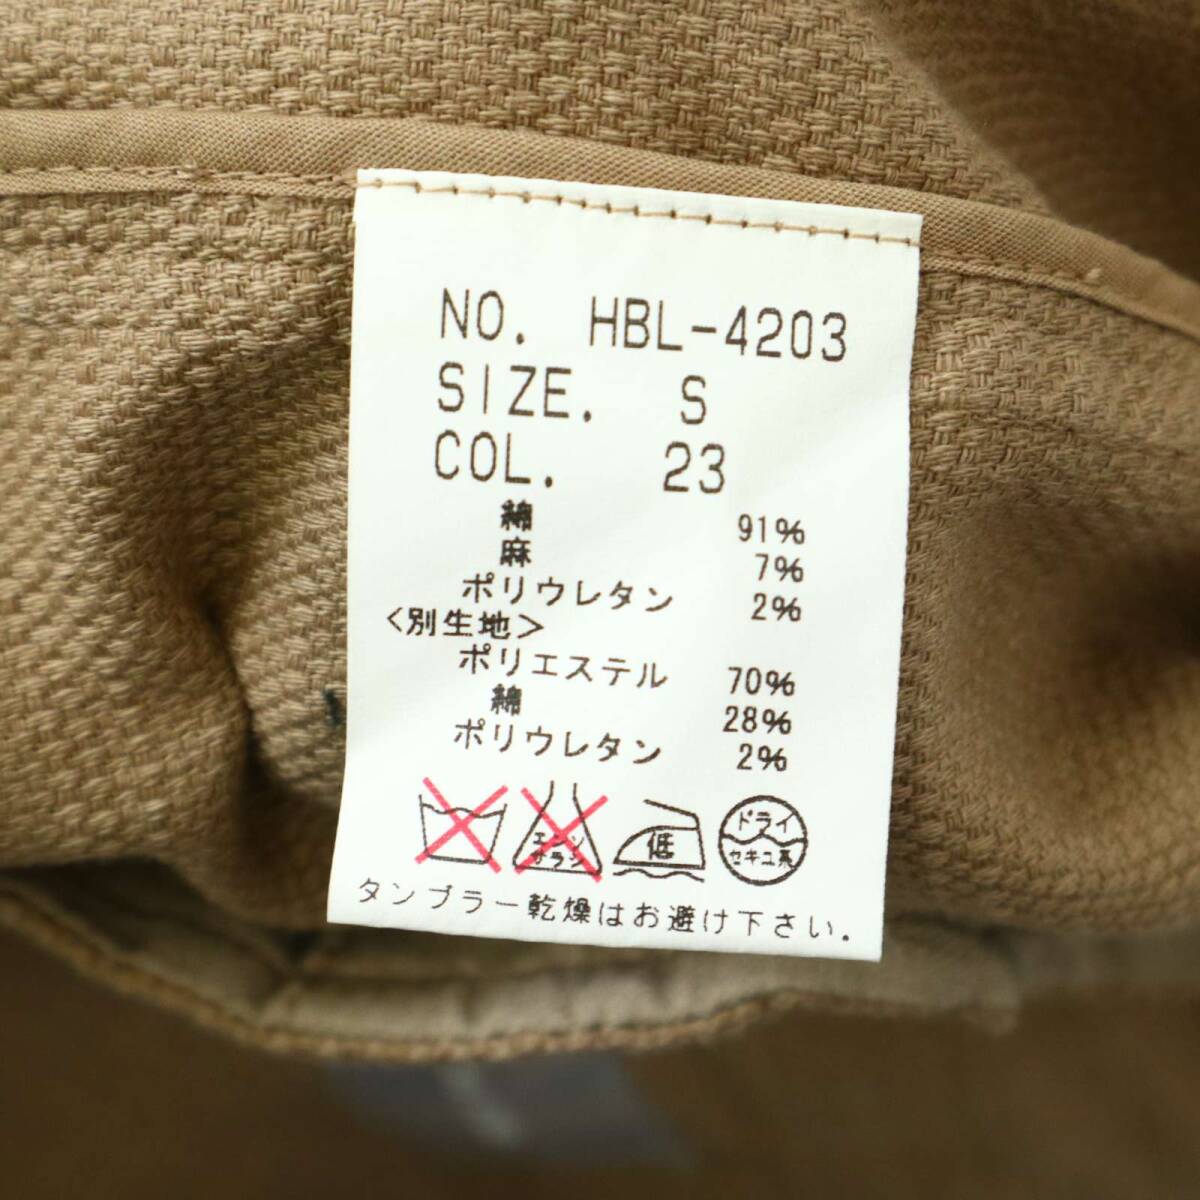 NO. HBL-4203
SIZE. S
COL. 23
綿 91%
麻 7%
ポリウレタン 2%
<別生地>
ポリエステル 70%
綿 28%
ポリウレタン 2%
エンソ
サラシ
低
ドライ
セキユ系
タンブラー乾燥はお避け下さい.